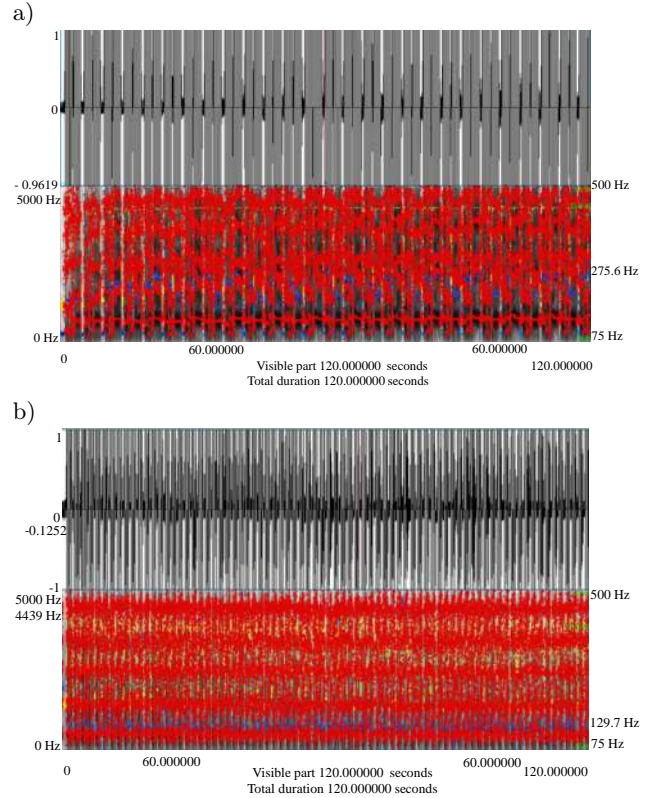 a)
1
0
- 0.9619
5000 Hz
500 Hz
275.6 Hz
0 Hz
75 Hz
0
60.000000
60.000000
120.000000
Visible part 120.000000 seconds
Total duration 120.000000 seconds
b)
1
0
-0.1252
-1
5000 Hz
500 Hz
4439 Hz
129.7 Hz
0 Hz
75 Hz
0
60.000000
60.000000
120.000000
Visible part 120.000000 seconds
Total duration 120.000000 seconds